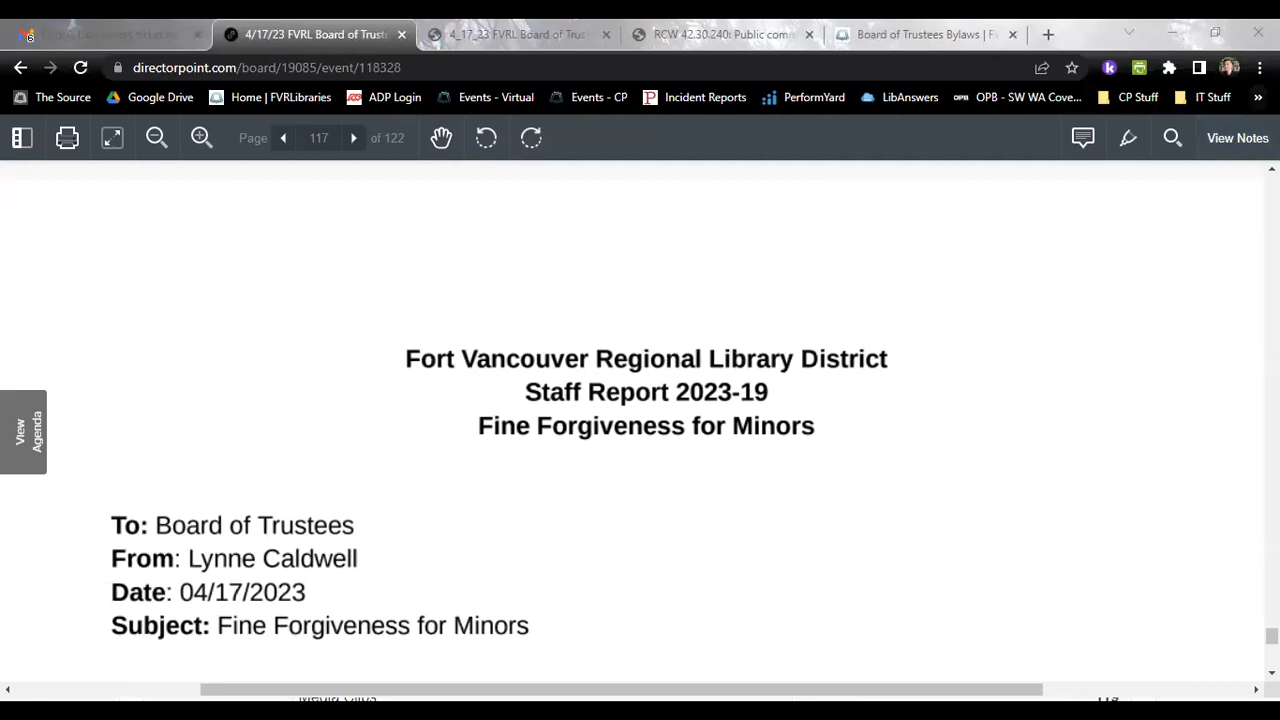 4/17/23 FVRL Board of Trust
4_17_23 FVRL Board of Trus
RCW 42.30.240: Public com
Board of Trustees Bylaws | F
directorpoint.com/board/19085/event/118328
The Source
Google Drive
Home | FVRLibraries
ADP Login
Events - Virtual
Events - CP
Incident Reports
PerformYard
LibAnswers
OPB - SW WA Cove...
CP Stuff
IT Stuff
»
Page 117 of 122
View Notes
View
Agenda
Fort Vancouver Regional Library District
Staff Report 2023-19
Fine Forgiveness for Minors
To: Board of Trustees
From: Lynne Caldwell
Date: 04/17/2023
Subject: Fine Forgiveness for Minors
Media Clips
119